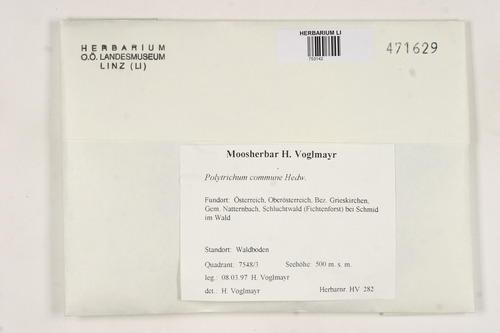 HERBARIUM
O.Ö. LANDESMUSEUM
LINZ (LI)
HERBARIUM LI
750142
471629
Moosherbar H. Voglmayr
Polytrichum commune Hedw.
Fundort: Österreich, Oberösterreich, Bez. Grieskirchen,
Gem. Natternbach, Schluchtwald (Fichtenforst) bei Schmid
im Wald
Standort: Waldboden
Quadrant: 7548/3 Seehöhe: 500 m. s. m.
leg.: 08.03.97 H. Voglmayr
det.: H. Voglmayr Herbarnr. HV 282